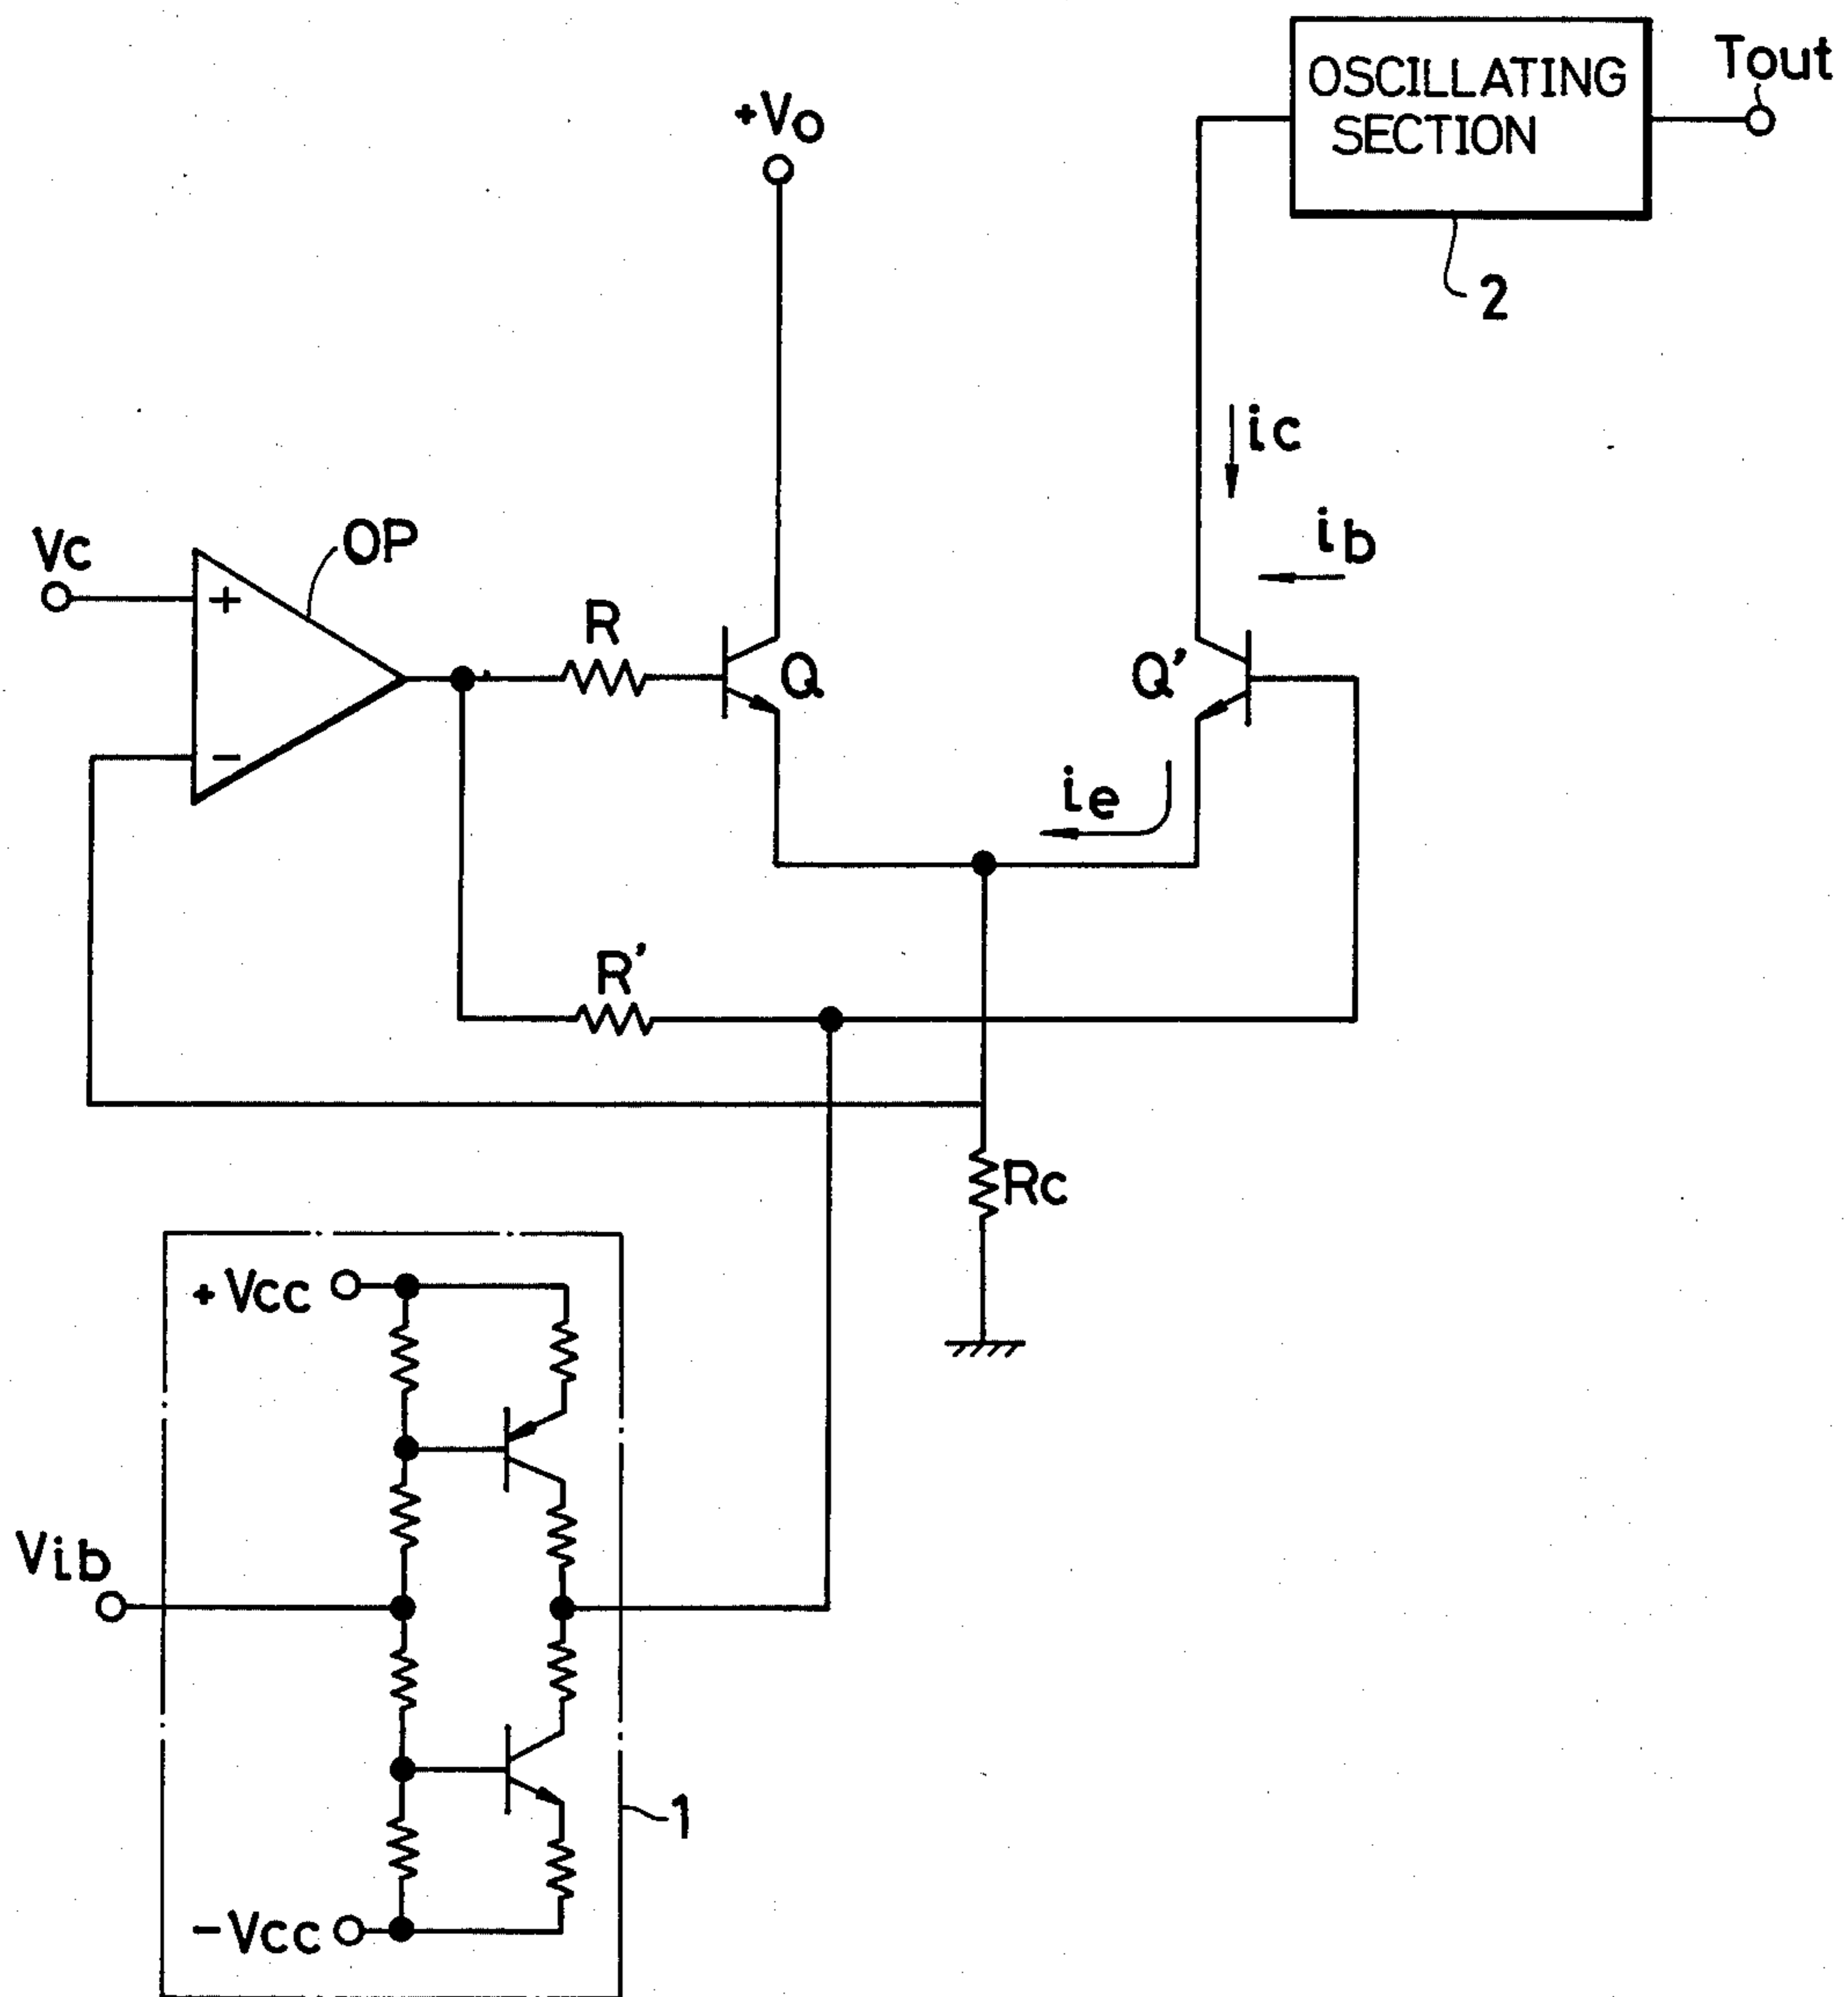 OSCILLATING
SECTION
Tout
+Vo
2
ic
ib
Vc
OP
+
R
Q
Q'
−
ie
R'
Rc
+Vcc
Vib
1
−Vcc